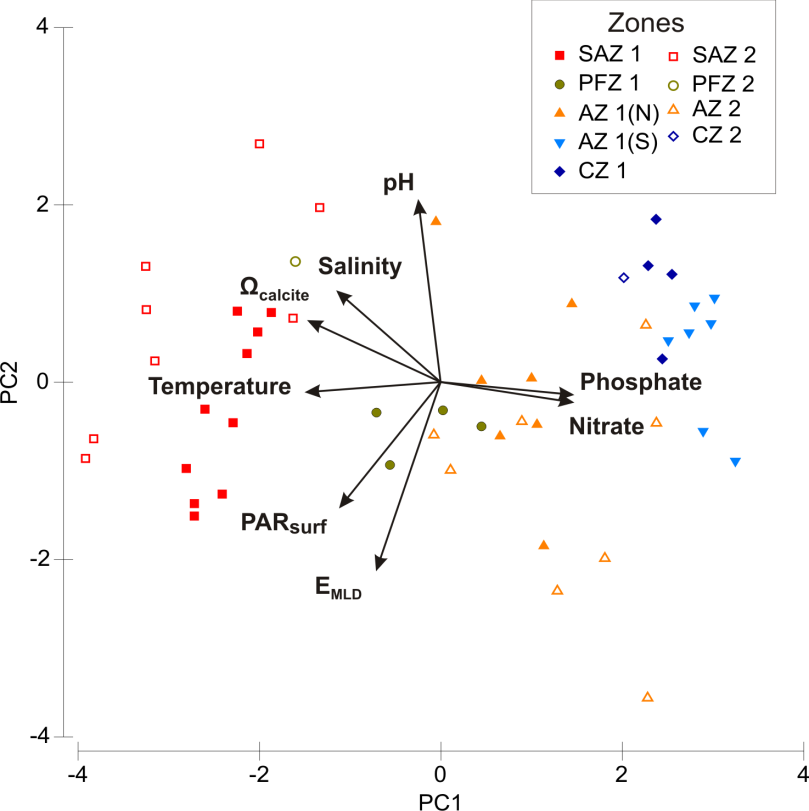 Zones
SAZ 1
SAZ 2
PFZ 1
PFZ 2
AZ 1(N)
AZ 2
AZ 1(S)
CZ 2
CZ 1
4
2
0
-2
-4
PC2
pH
Salinity
Ωcalcite
Temperature
Phosphate
Nitrate
PARsurf
EMLD
-4
-2
0
2
4
PC1